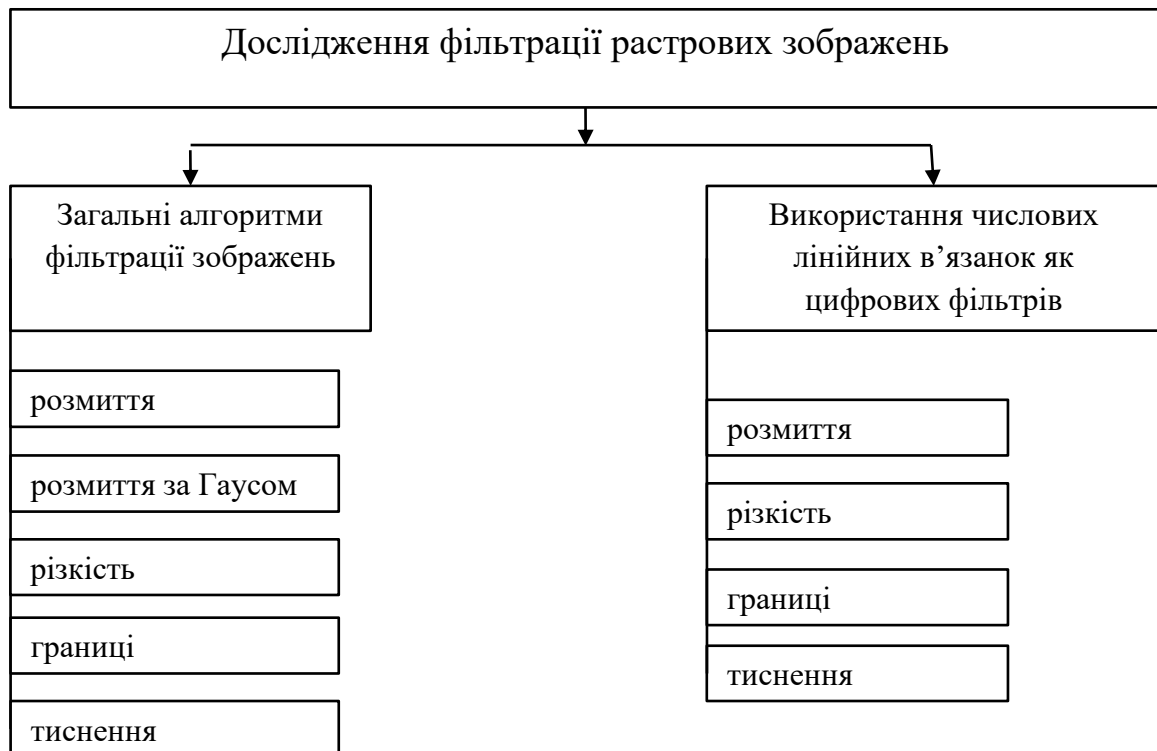 Дослідження фільтрації растрових зображень
Загальні алгоритми
фільтрації зображень
розмиття
розмиття за Гаусом
різкість
границі
тиснення
Використання числових
лінійних в’язанок як
цифрових фільтрів
розмиття
різкість
границі
тиснення